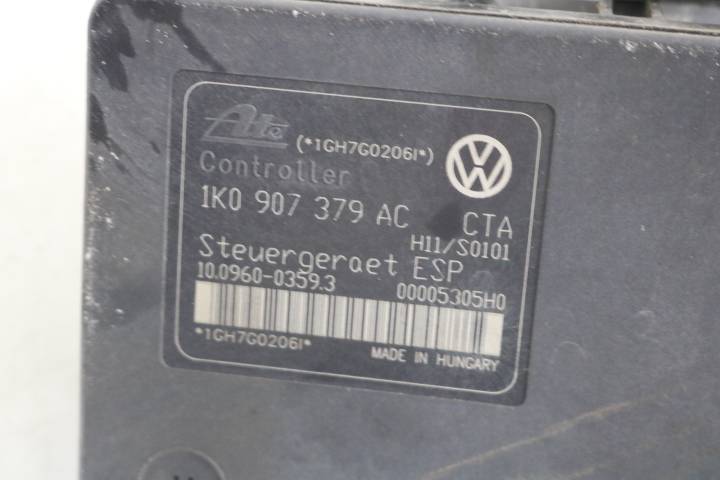 Ate (*1GH7G0206I*)
Controller
1K0 907 379 AC CTA
H11/S0101
Steuergeraet ESP
10.0960-0359.3 00005305H0
*1GH7G0206I*
MADE IN HUNGARY